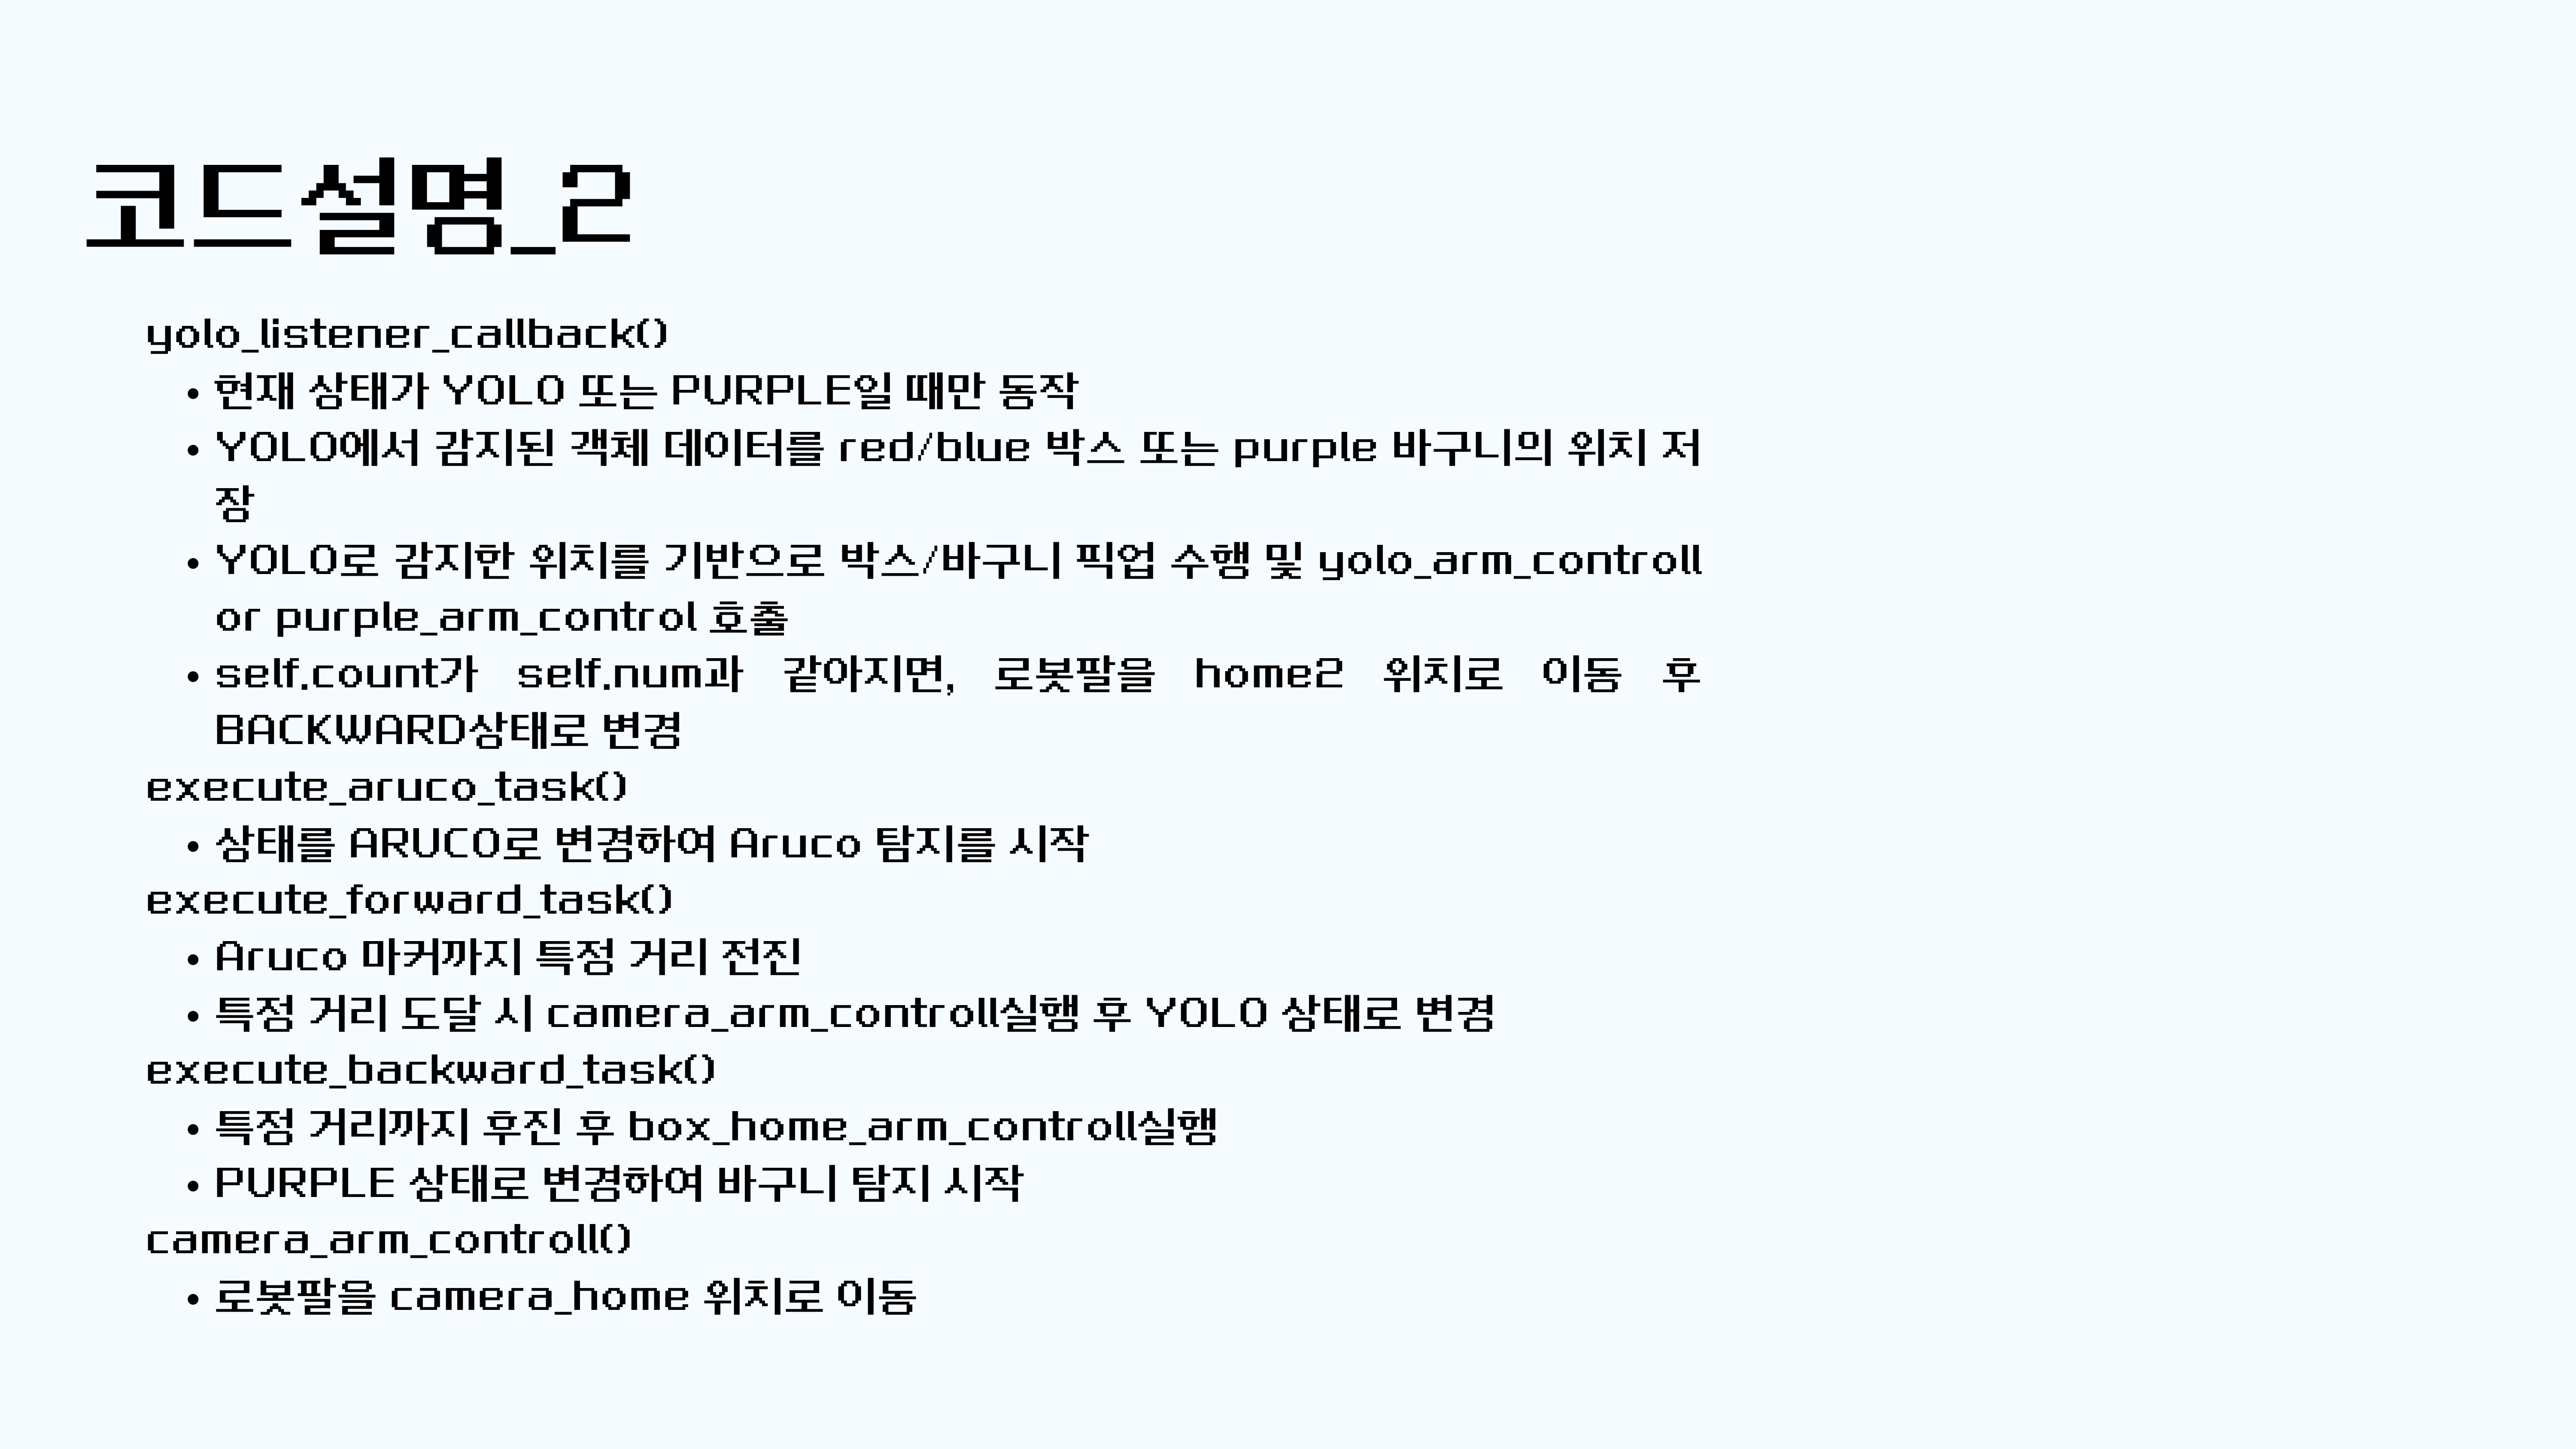 코드설명_2
yolo_listener_callback()
• 현재 상태가 YOLO 또는 PURPLE일 때만 동작
• YOLO에서 감지된 객체 데이터를 red/blue 박스 또는 purple 바구니의 위치 저
장
• YOLO로 감지한 위치를 기반으로 박스/바구니 픽업 수행 및 yolo_arm_controll
or purple_arm_control 호출
• self.count가 self.num과 같아지면, 로봇팔을 home2 위치로 이동 후
BACKWARD상태로 변경
execute_aruco_task()
• 상태를 ARUCO로 변경하여 Aruco 탐지를 시작
execute_forward_task()
• Aruco 마커까지 특정 거리 전진
• 특정 거리 도달 시 camera_arm_controll실행 후 YOLO 상태로 변경
execute_backward_task()
• 특정 거리까지 후진 후 box_home_arm_controll실행
• PURPLE 상태로 변경하여 바구니 탐지 시작
camera_arm_controll()
• 로봇팔을 camera_home 위치로 이동